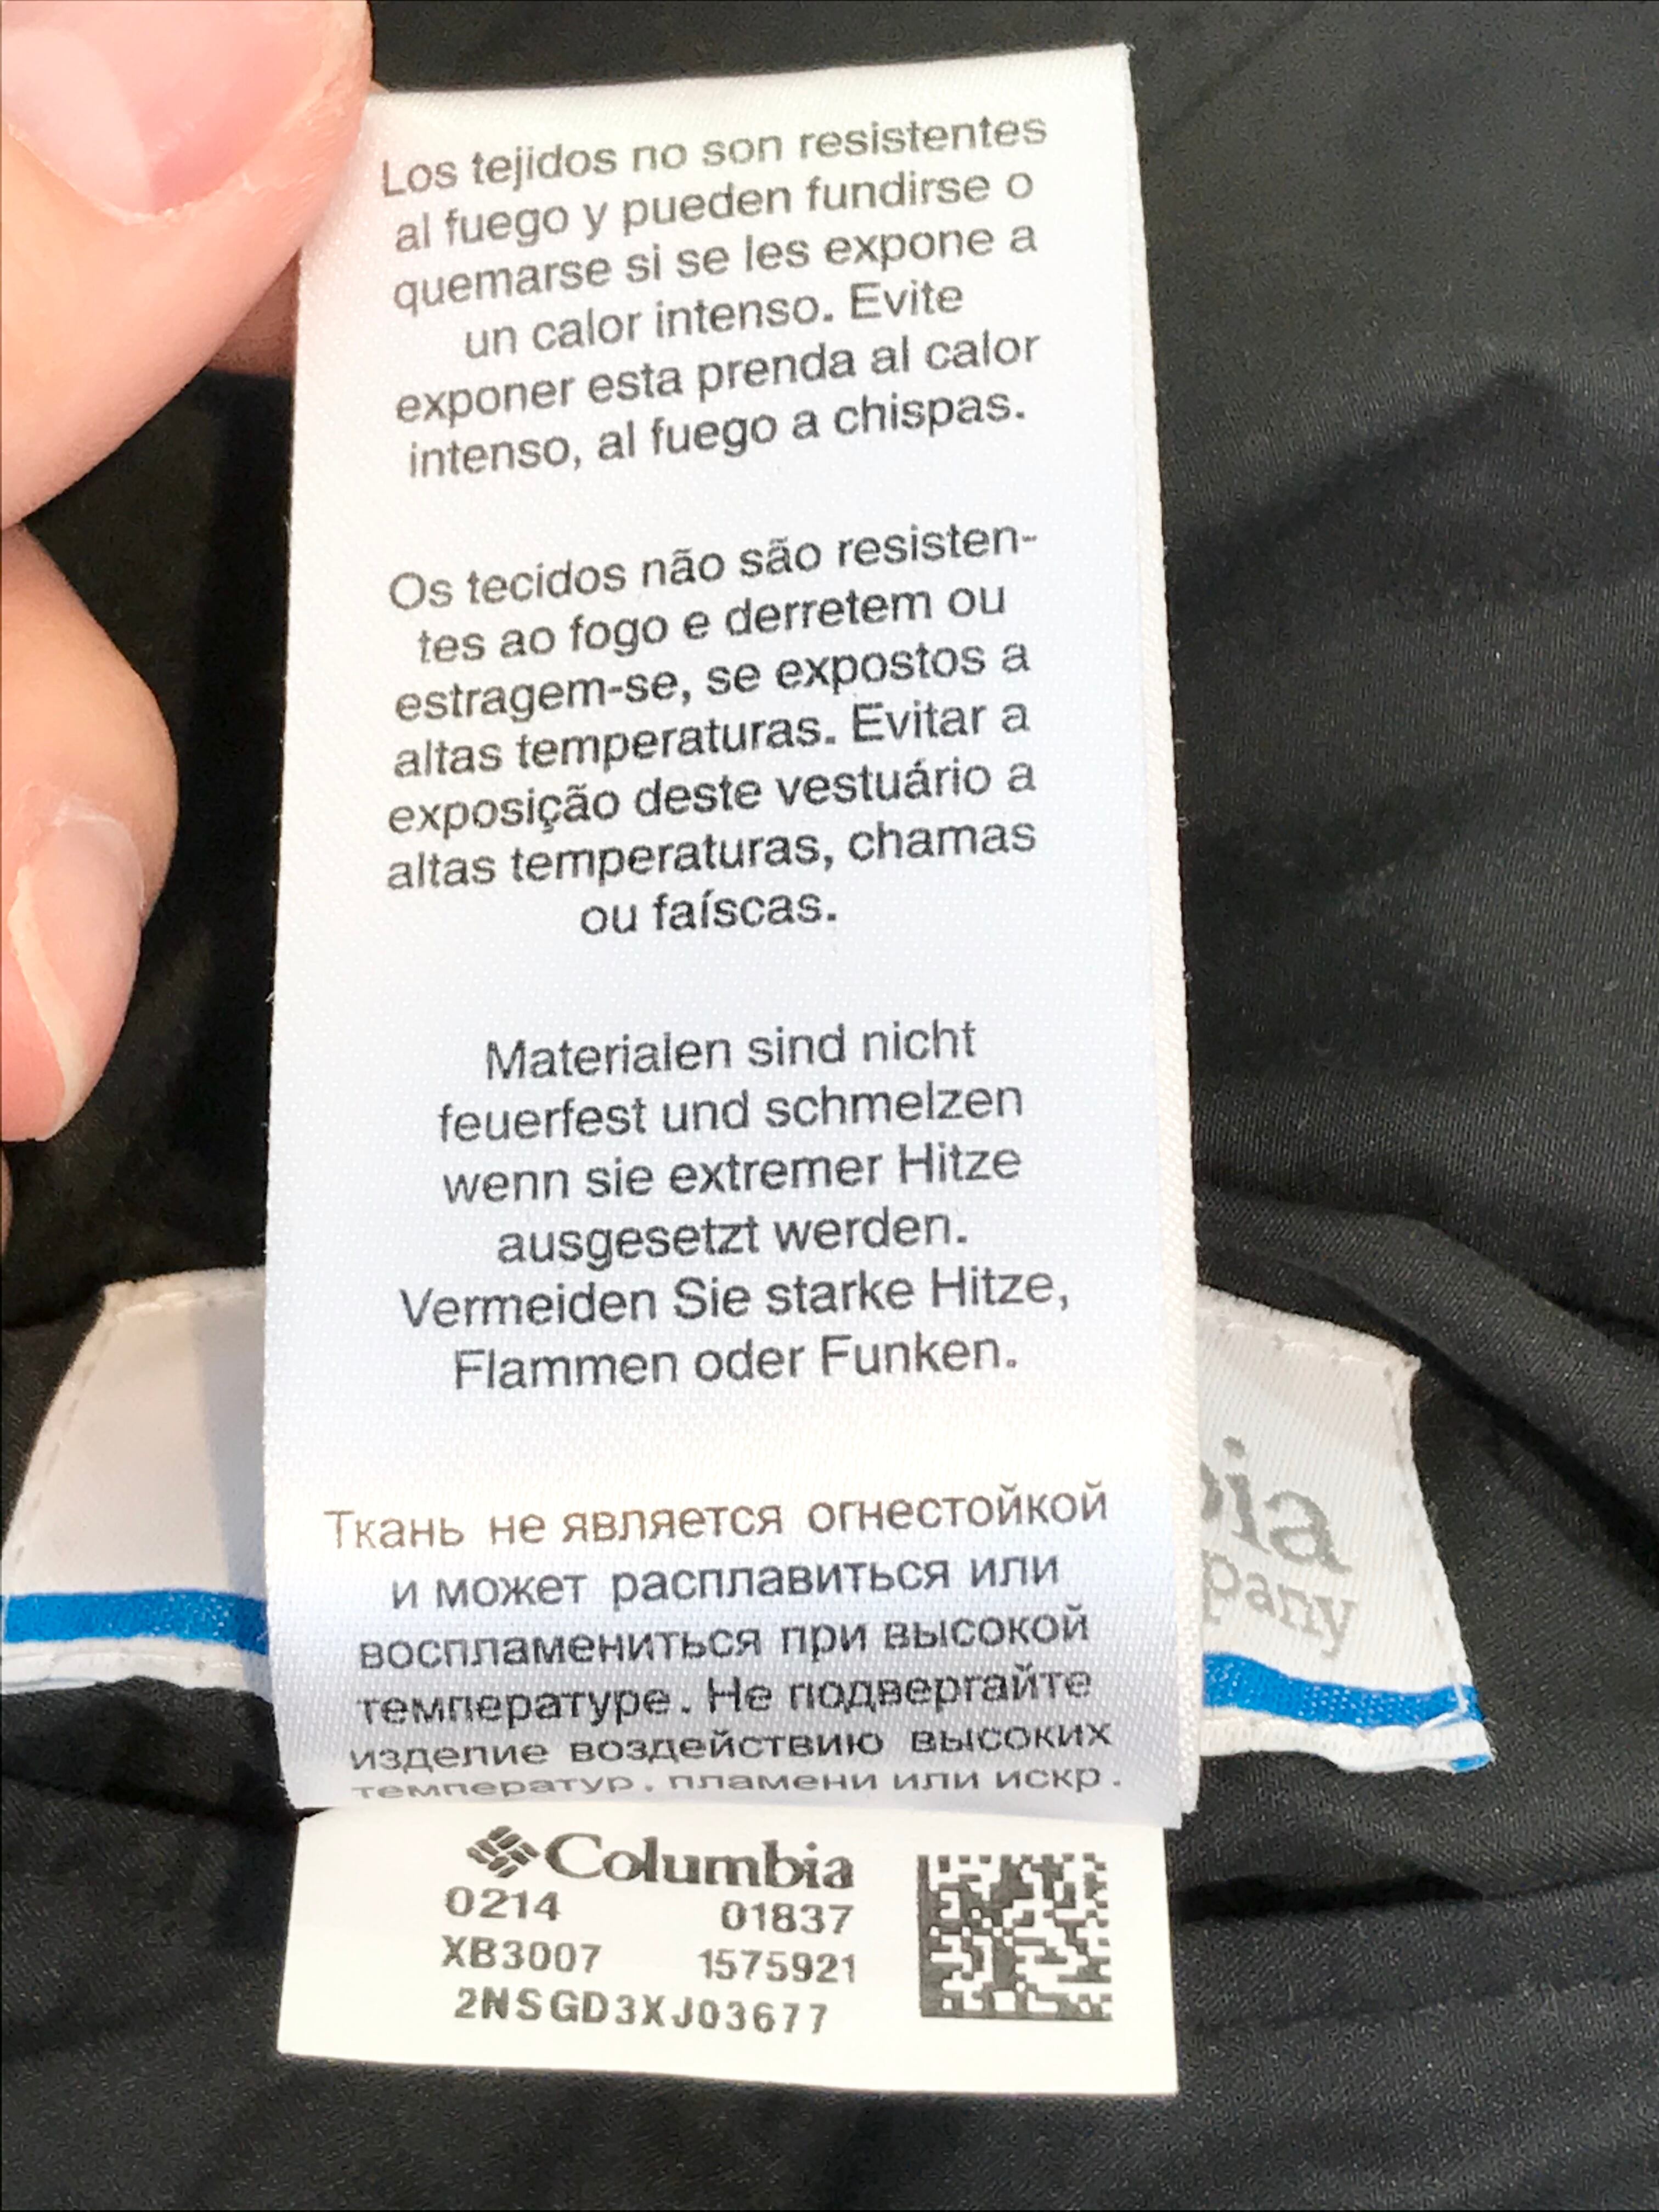 Los tejidos no son resistentes
al fuego y pueden fundirse o
quemarse si se les expone a
un calor intenso. Evite
exponer esta prenda al calor
intenso, al fuego a chispas.
Os tecidos não são resisten-
tes ao fogo e derretem ou
estragem-se, se expostos a
altas temperaturas. Evitar a
exposição deste vestuário a
altas temperaturas, chamas
ou faíscas.
Materialen sind nicht
feuerfest und schmelzen
wenn sie extremer Hitze
ausgesetzt werden.
Vermeiden Sie starke Hitze,
Flammen oder Funken.
Ткань не является огнестойкой
и может расплавиться или
воспламениться при высокой
температуре. Не подвергайте
изделие воздействию высоких
температур, пламени или искр.
bia
pany
Columbia
0214 01837
XB3007 1575921
2NSGD3XJ03677